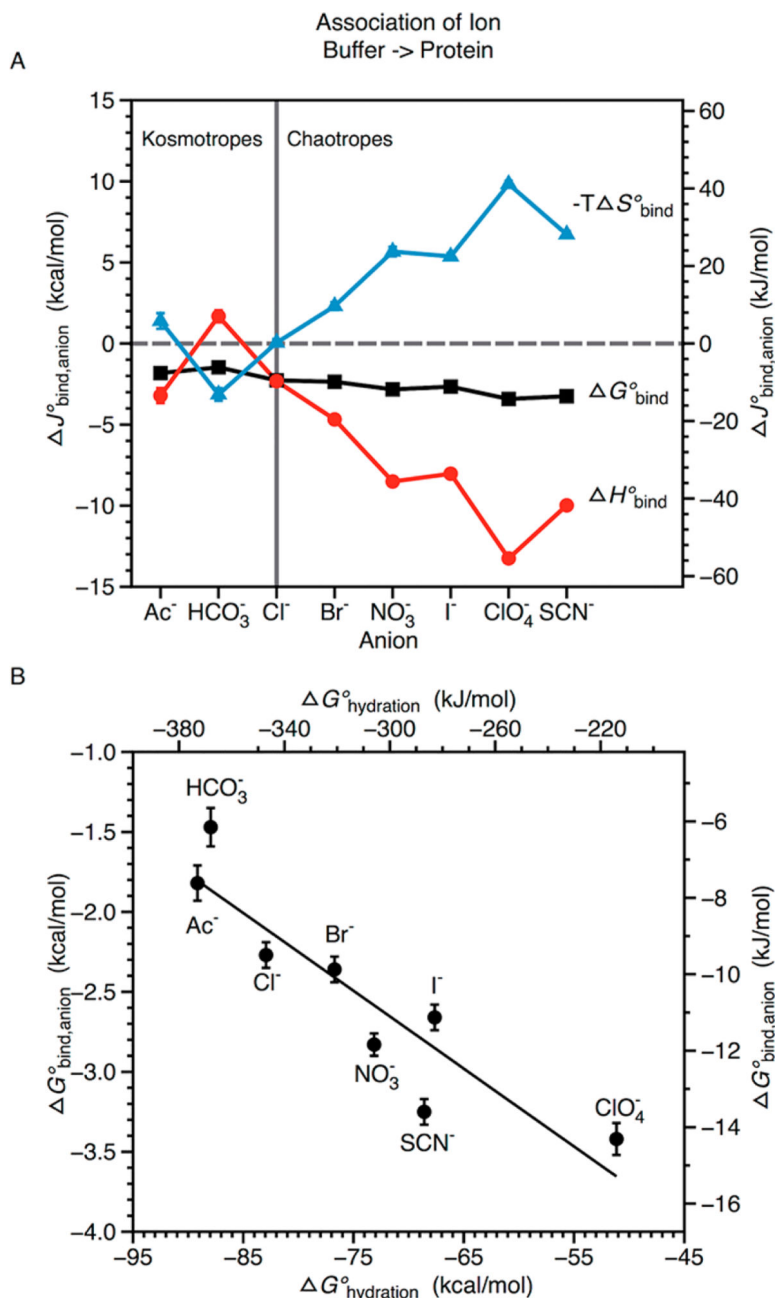 Association of Ion
Buffer -> Protein
A
Kosmotropes
Chaotropes
15
10
5
0
−5
−10
−15
60
40
20
0
−20
−40
−60
ΔJ°bind,anion (kcal/mol)
ΔJ°bind,anion (kJ/mol)
-TΔS°bind
ΔG°bind
ΔH°bind
Ac- HCO3- Cl- Br- NO3- I- ClO4- SCN-
Anion
B
ΔG°hydration (kJ/mol)
−380 −340 −300 −260 −220
−1.0
−1.5
−2.0
−2.5
−3.0
−3.5
−4.0
−6
−8
−10
−12
−14
−16
ΔG°bind,anion (kcal/mol)
ΔG°bind,anion (kJ/mol)
HCO3-
Ac-
Cl-
Br-
NO3-
I-
SCN-
ClO4-
−95 −85 −75 −65 −55 −45
ΔG°hydration (kcal/mol)